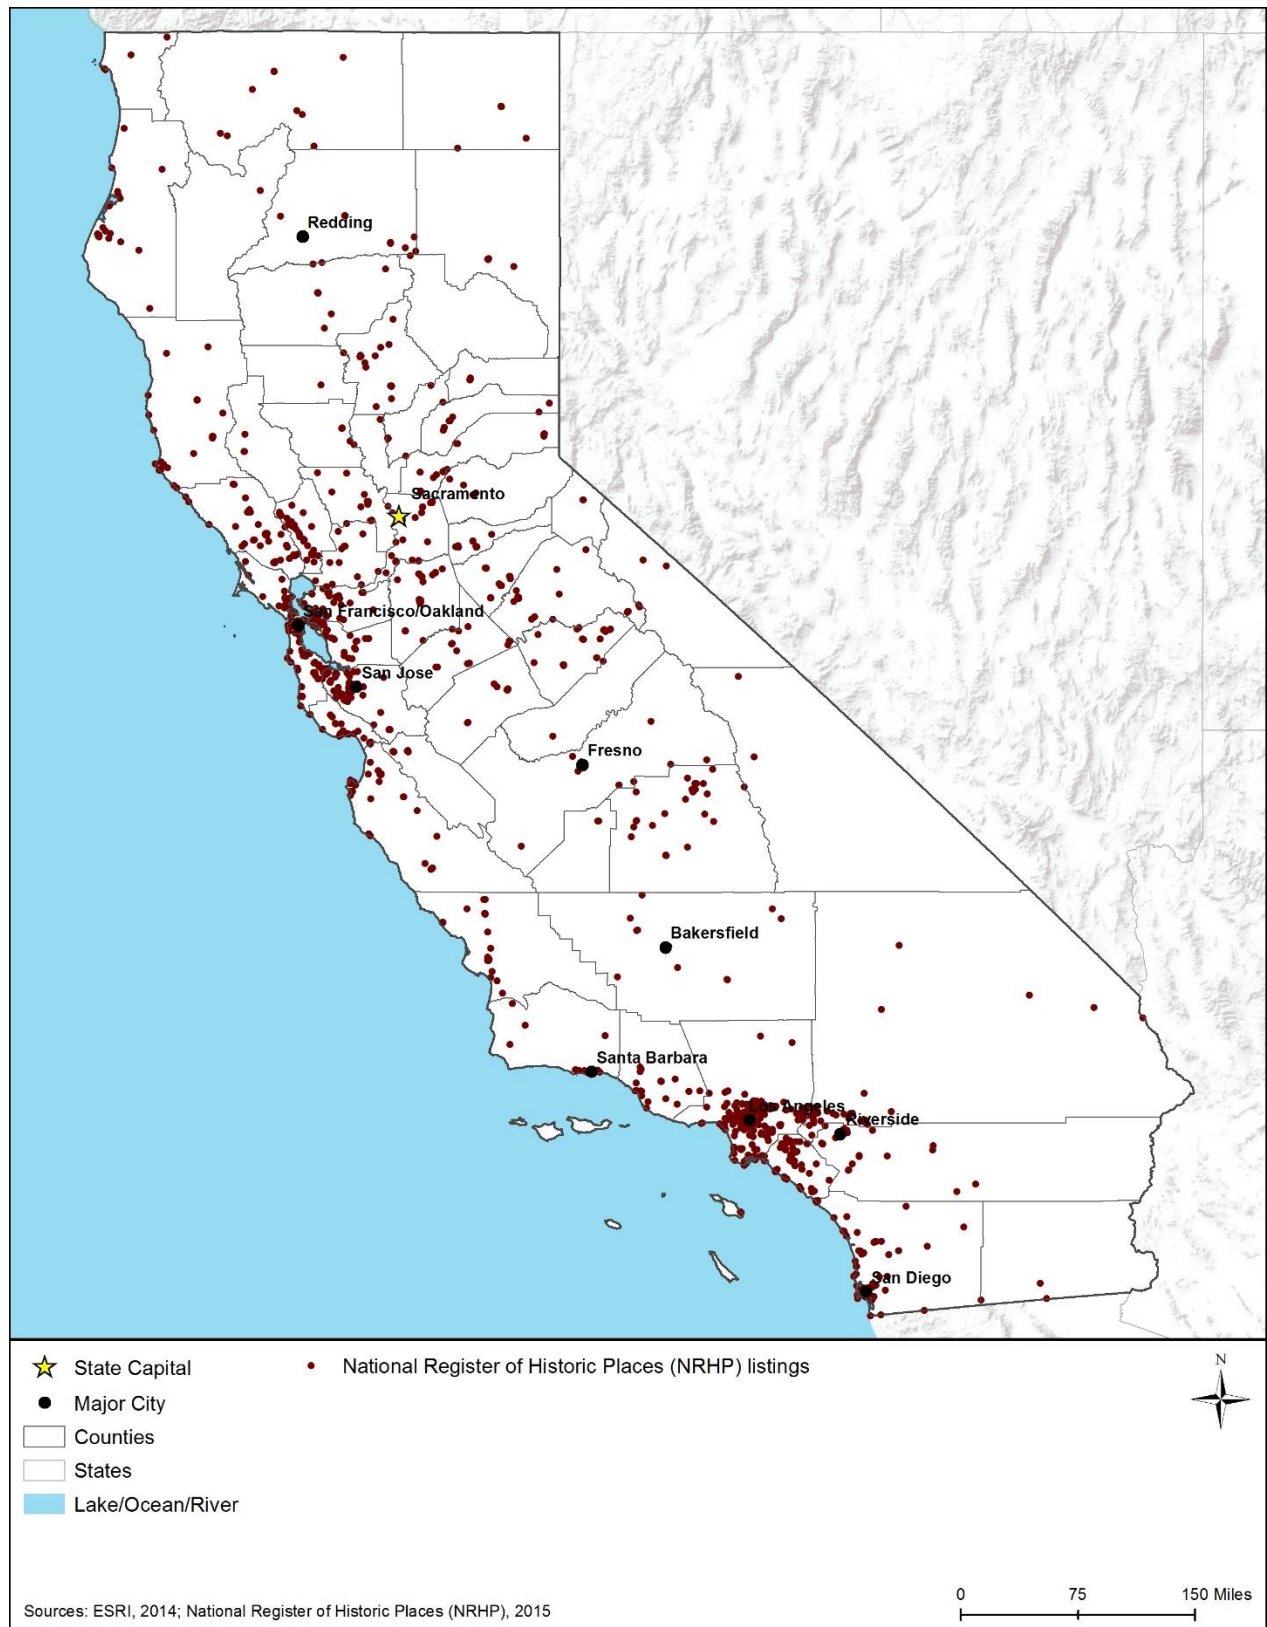 Redding
Sacramento
San Francisco/Oakland
San Jose
Fresno
Bakersfield
Santa Barbara
Los Angeles
Riverside
San Diego
State Capital
National Register of Historic Places (NRHP) listings
N
Major City
Counties
States
Lake/Ocean/River
0 75 150 Miles
Sources: ESRI, 2014; National Register of Historic Places (NRHP), 2015